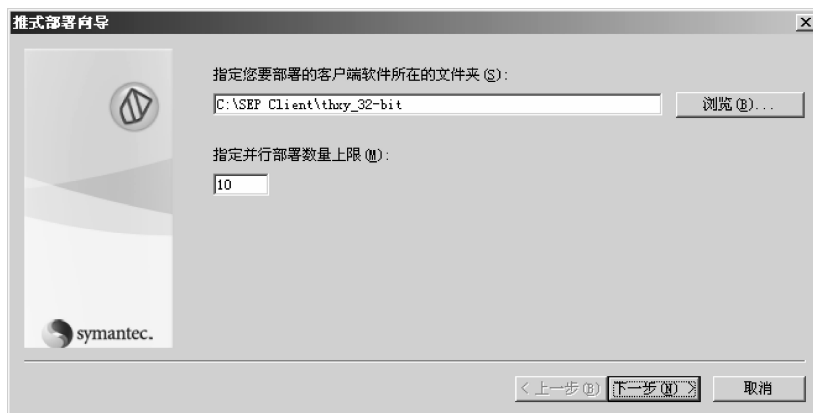 推式部署向导
指定您要部署的客户端软件所在的文件夹(S):
C:\SEP Client\thxy_32-bit
浏览(B)...
指定并行部署数量上限(M):
10
symantec.
< 上一步(B)
下一步(N) >
取消